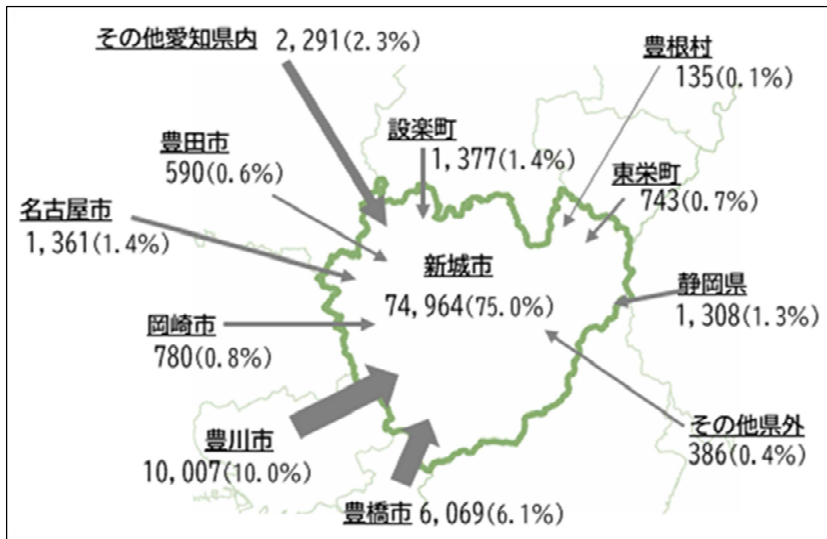 その他愛知県内 2,291(2.3%)
豊根村
135(0.1%)
設楽町
1,377(1.4%)
豊田市
590(0.6%)
東栄町
743(0.7%)
名古屋市
1,361(1.4%)
新城市
74,964(75.0%)
静岡県
1,308(1.3%)
岡崎市
780(0.8%)
その他県外
386(0.4%)
豊川市
10,007(10.0%)
豊橋市 6,069(6.1%)